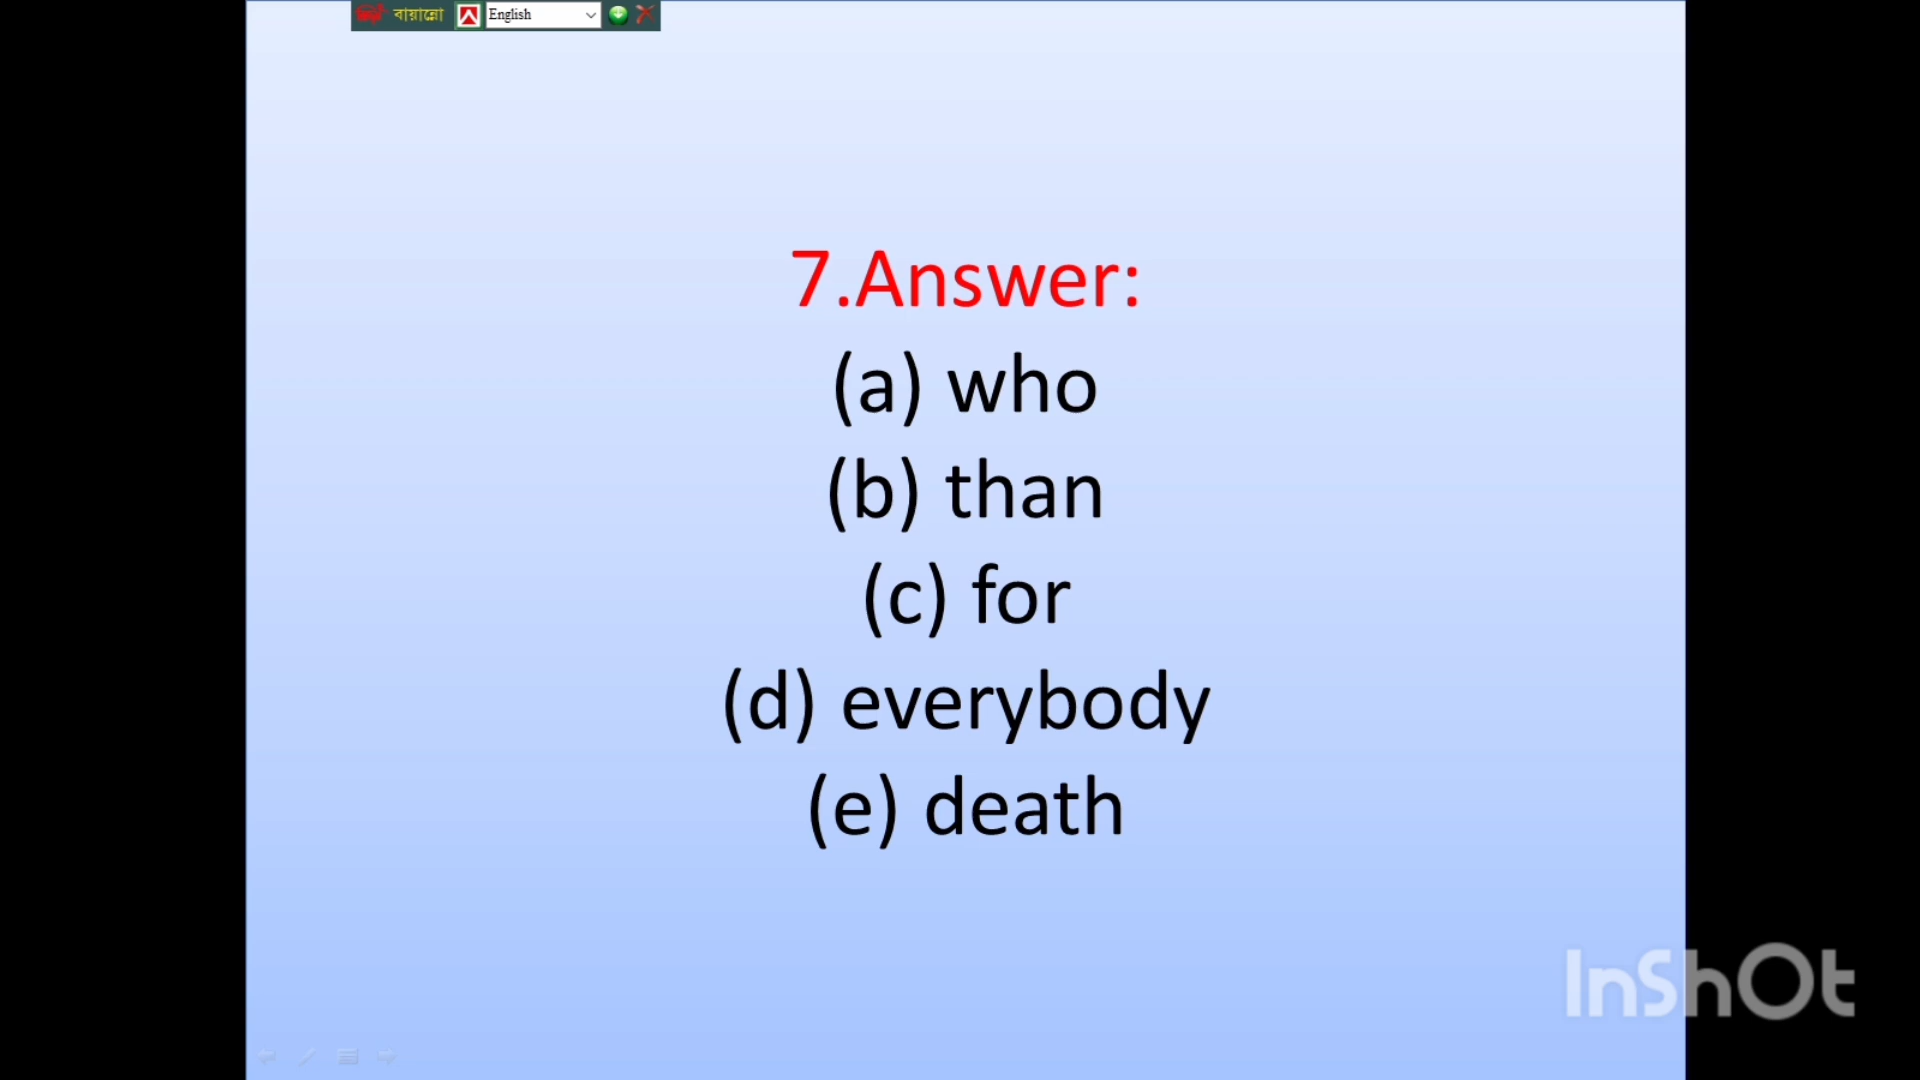 বায়ান্নো English
7.Answer:
(a) who
(b) than
(c) for
(d) everybody
(e) death
InShOt